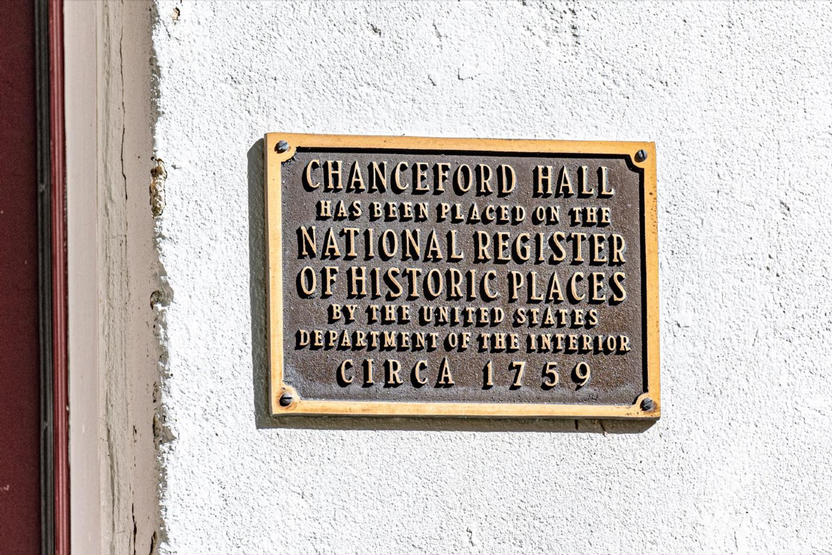 CHANCEFORD HALL
HAS BEEN PLACED ON THE
NATIONAL REGISTER
OF HISTORIC PLACES
BY THE UNITED STATES
DEPARTMENT OF THE INTERIOR
CIRCA 1759